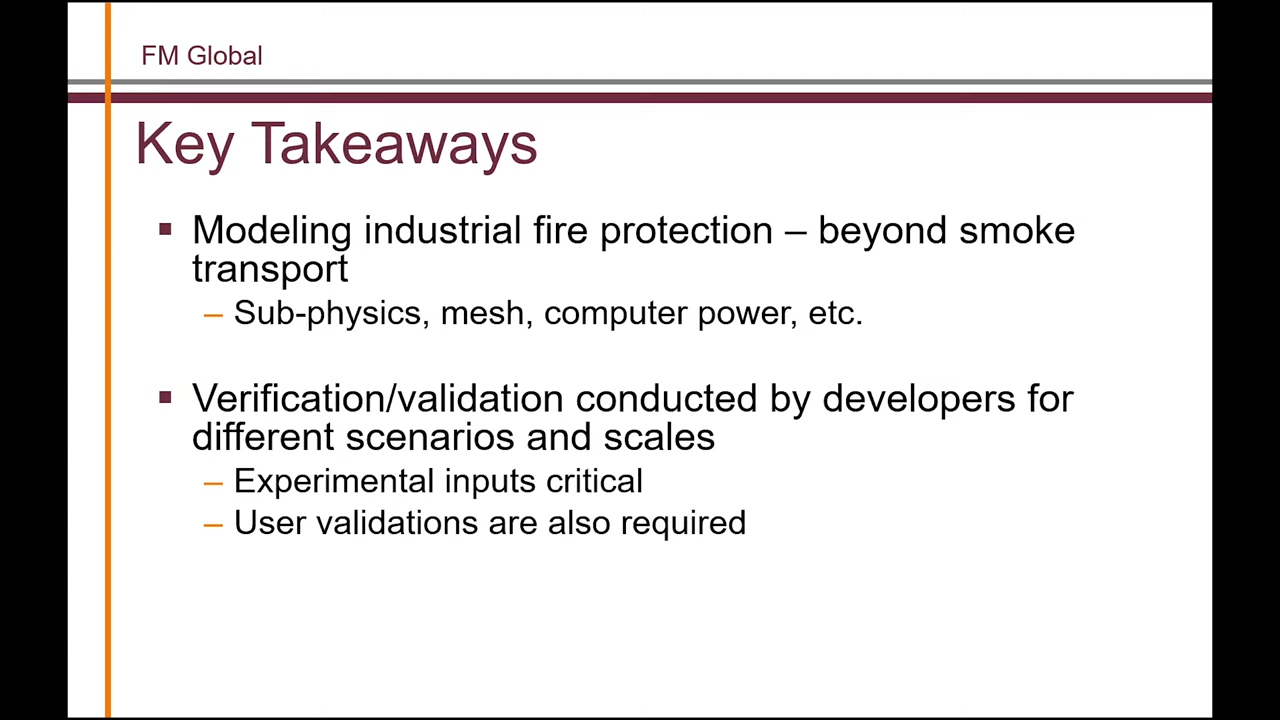 FM Global
Key Takeaways
▪ Modeling industrial fire protection – beyond smoke
transport
– Sub-physics, mesh, computer power, etc.
▪ Verification/validation conducted by developers for
different scenarios and scales
– Experimental inputs critical
– User validations are also required